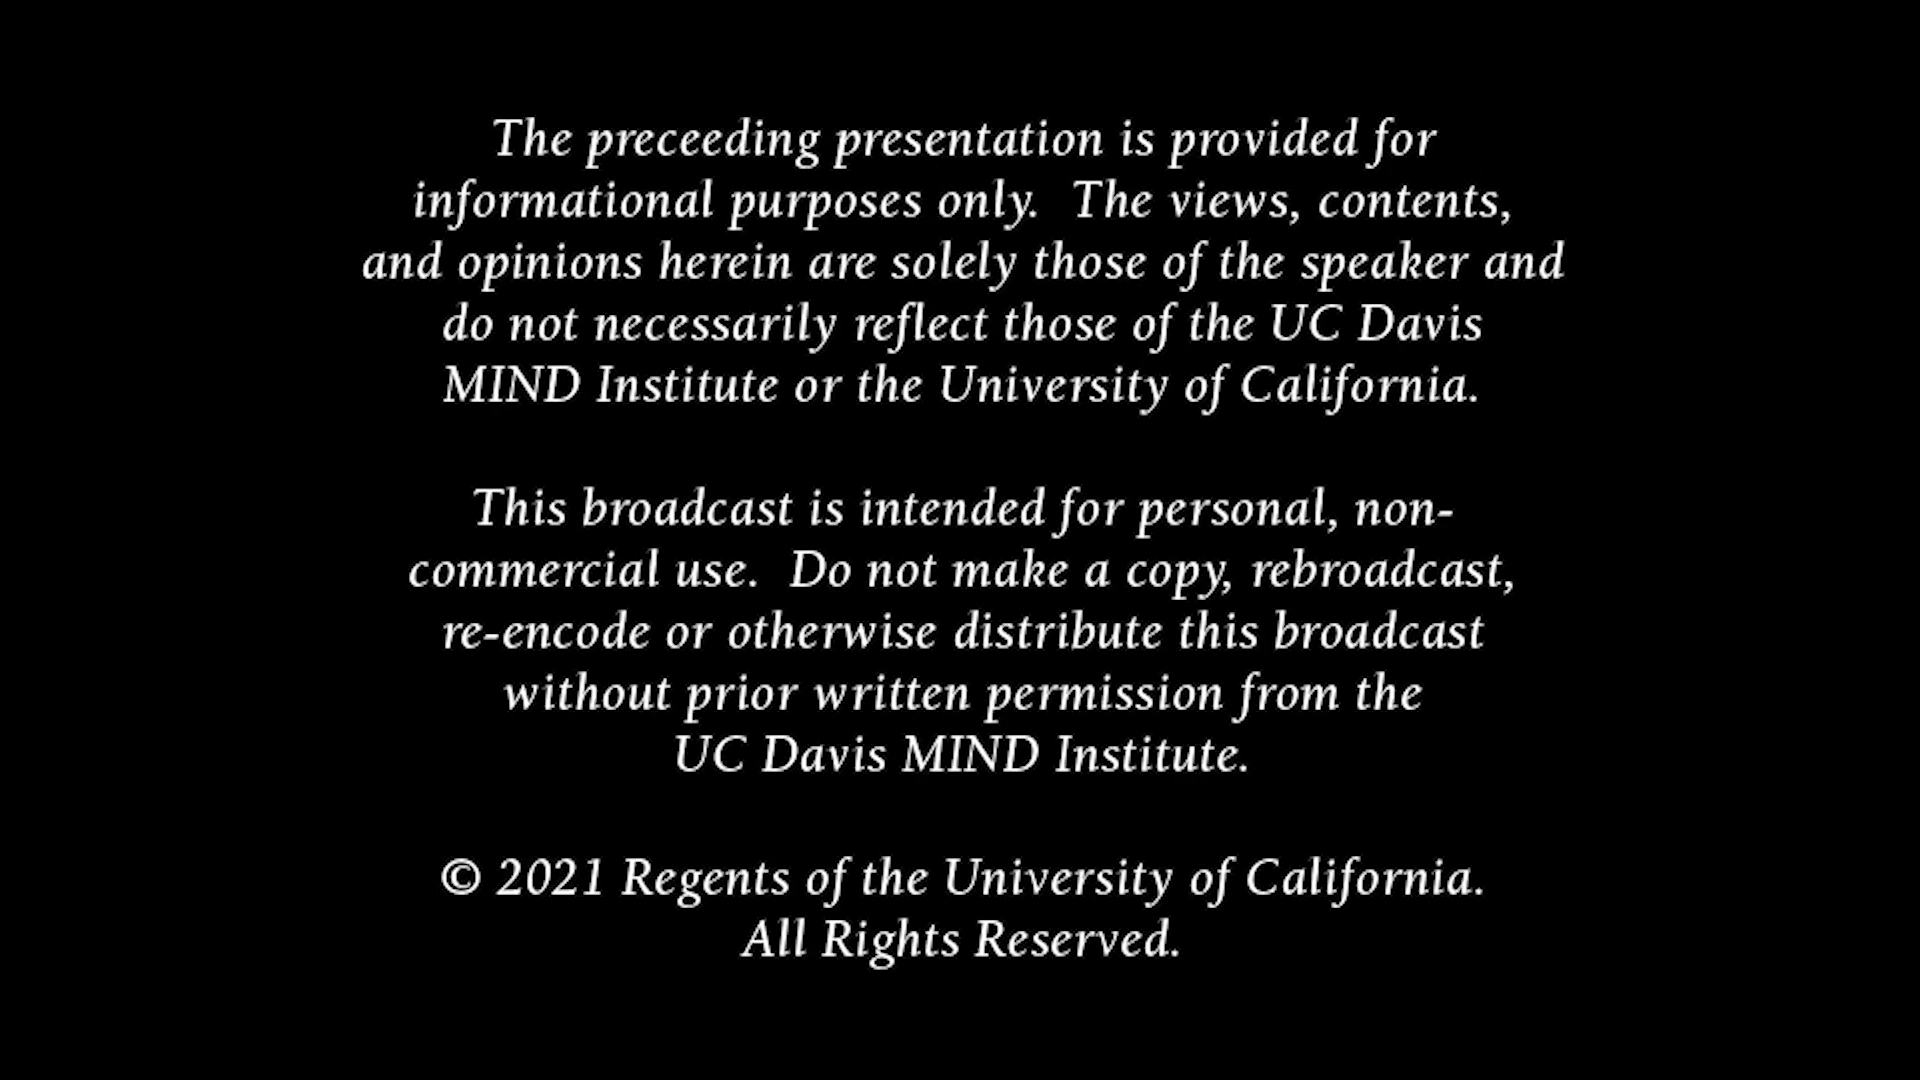 The preceeding presentation is provided for
informational purposes only.  The views, contents,
and opinions herein are solely those of the speaker and
do not necessarily reflect those of the UC Davis
MIND Institute or the University of California.
This broadcast is intended for personal, non-
commercial use.  Do not make a copy, rebroadcast,
re-encode or otherwise distribute this broadcast
without prior written permission from the
UC Davis MIND Institute.
© 2021 Regents of the University of California.
All Rights Reserved.